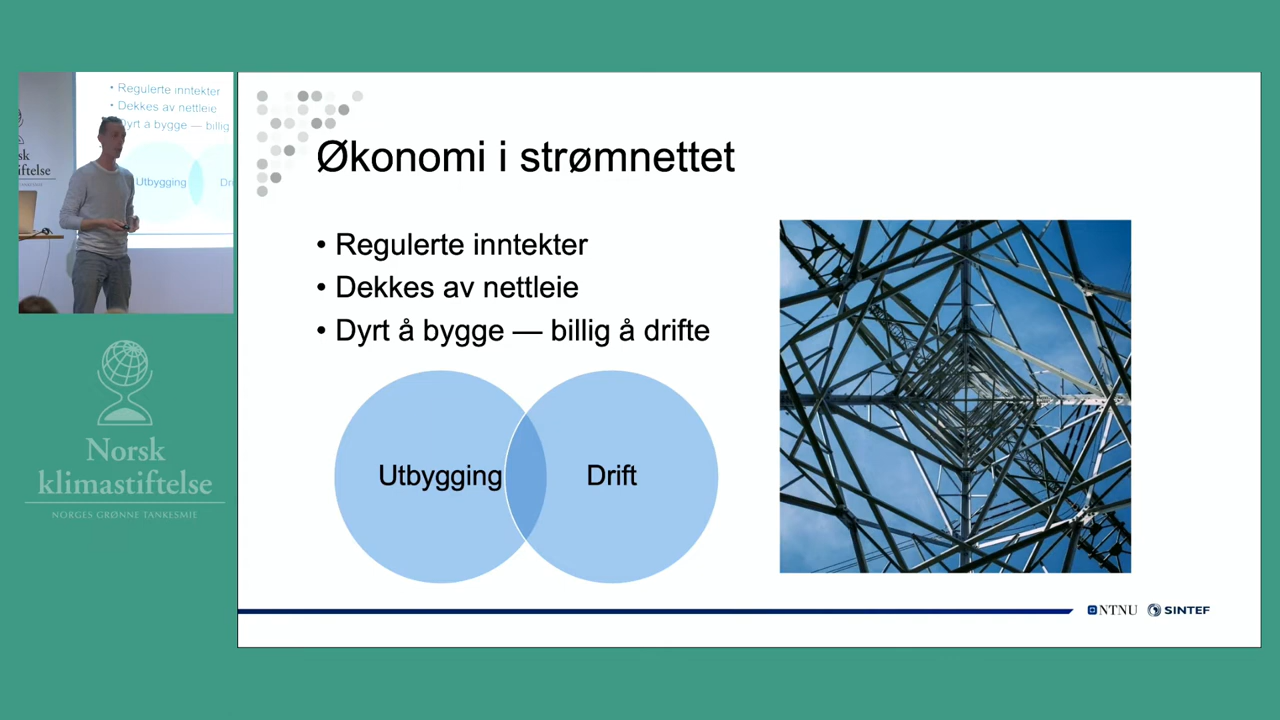 • Regulerte inntekter
• Dekkes av nettleie
Dyrt å bygge — billig
Utbygging
Norsk
klimastiftelse
NORGES GRØNNE TANKESMIE
Økonomi i strømnettet
• Regulerte inntekter
• Dekkes av nettleie
• Dyrt å bygge — billig å drifte
Utbygging Drift
NTNU SINTEF